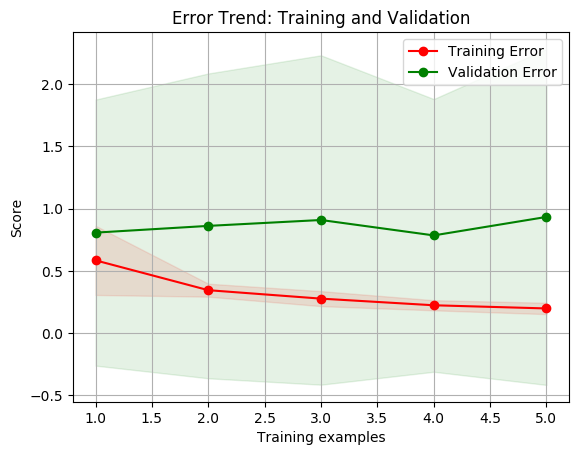 Error Trend: Training and Validation
Training Error
Validation Error
Score
2.0
1.5
1.0
0.5
0.0
−0.5
1.0 1.5 2.0 2.5 3.0 3.5 4.0 4.5 5.0
Training examples